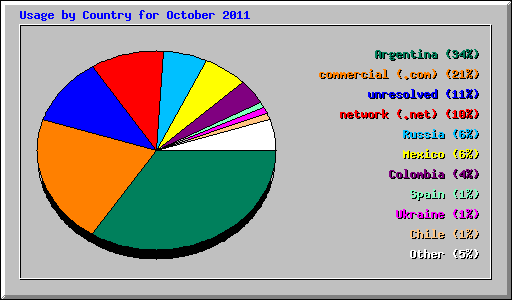 Usage by Country for October 2011
Argentina (34%)
commercial (.com) (21%)
unresolved (11%)
network (.net) (10%)
Russia (6%)
Mexico (6%)
Colombia (4%)
Spain (1%)
Ukraine (1%)
Chile (1%)
Other (5%)